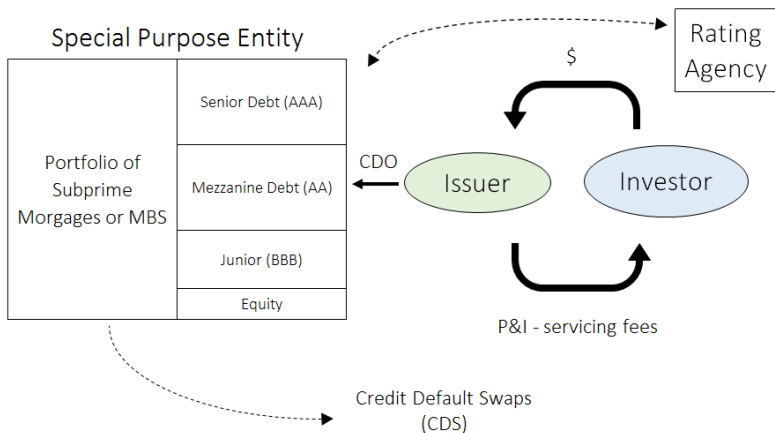 Special Purpose Entity
Rating
Agency
$
Senior Debt (AAA)
Portfolio of
Subprime
Morgages or MBS
Mezzanine Debt (AA)
CDO
Issuer
Investor
Junior (BBB)
Equity
P&I - servicing fees
Credit Default Swaps
(CDS)